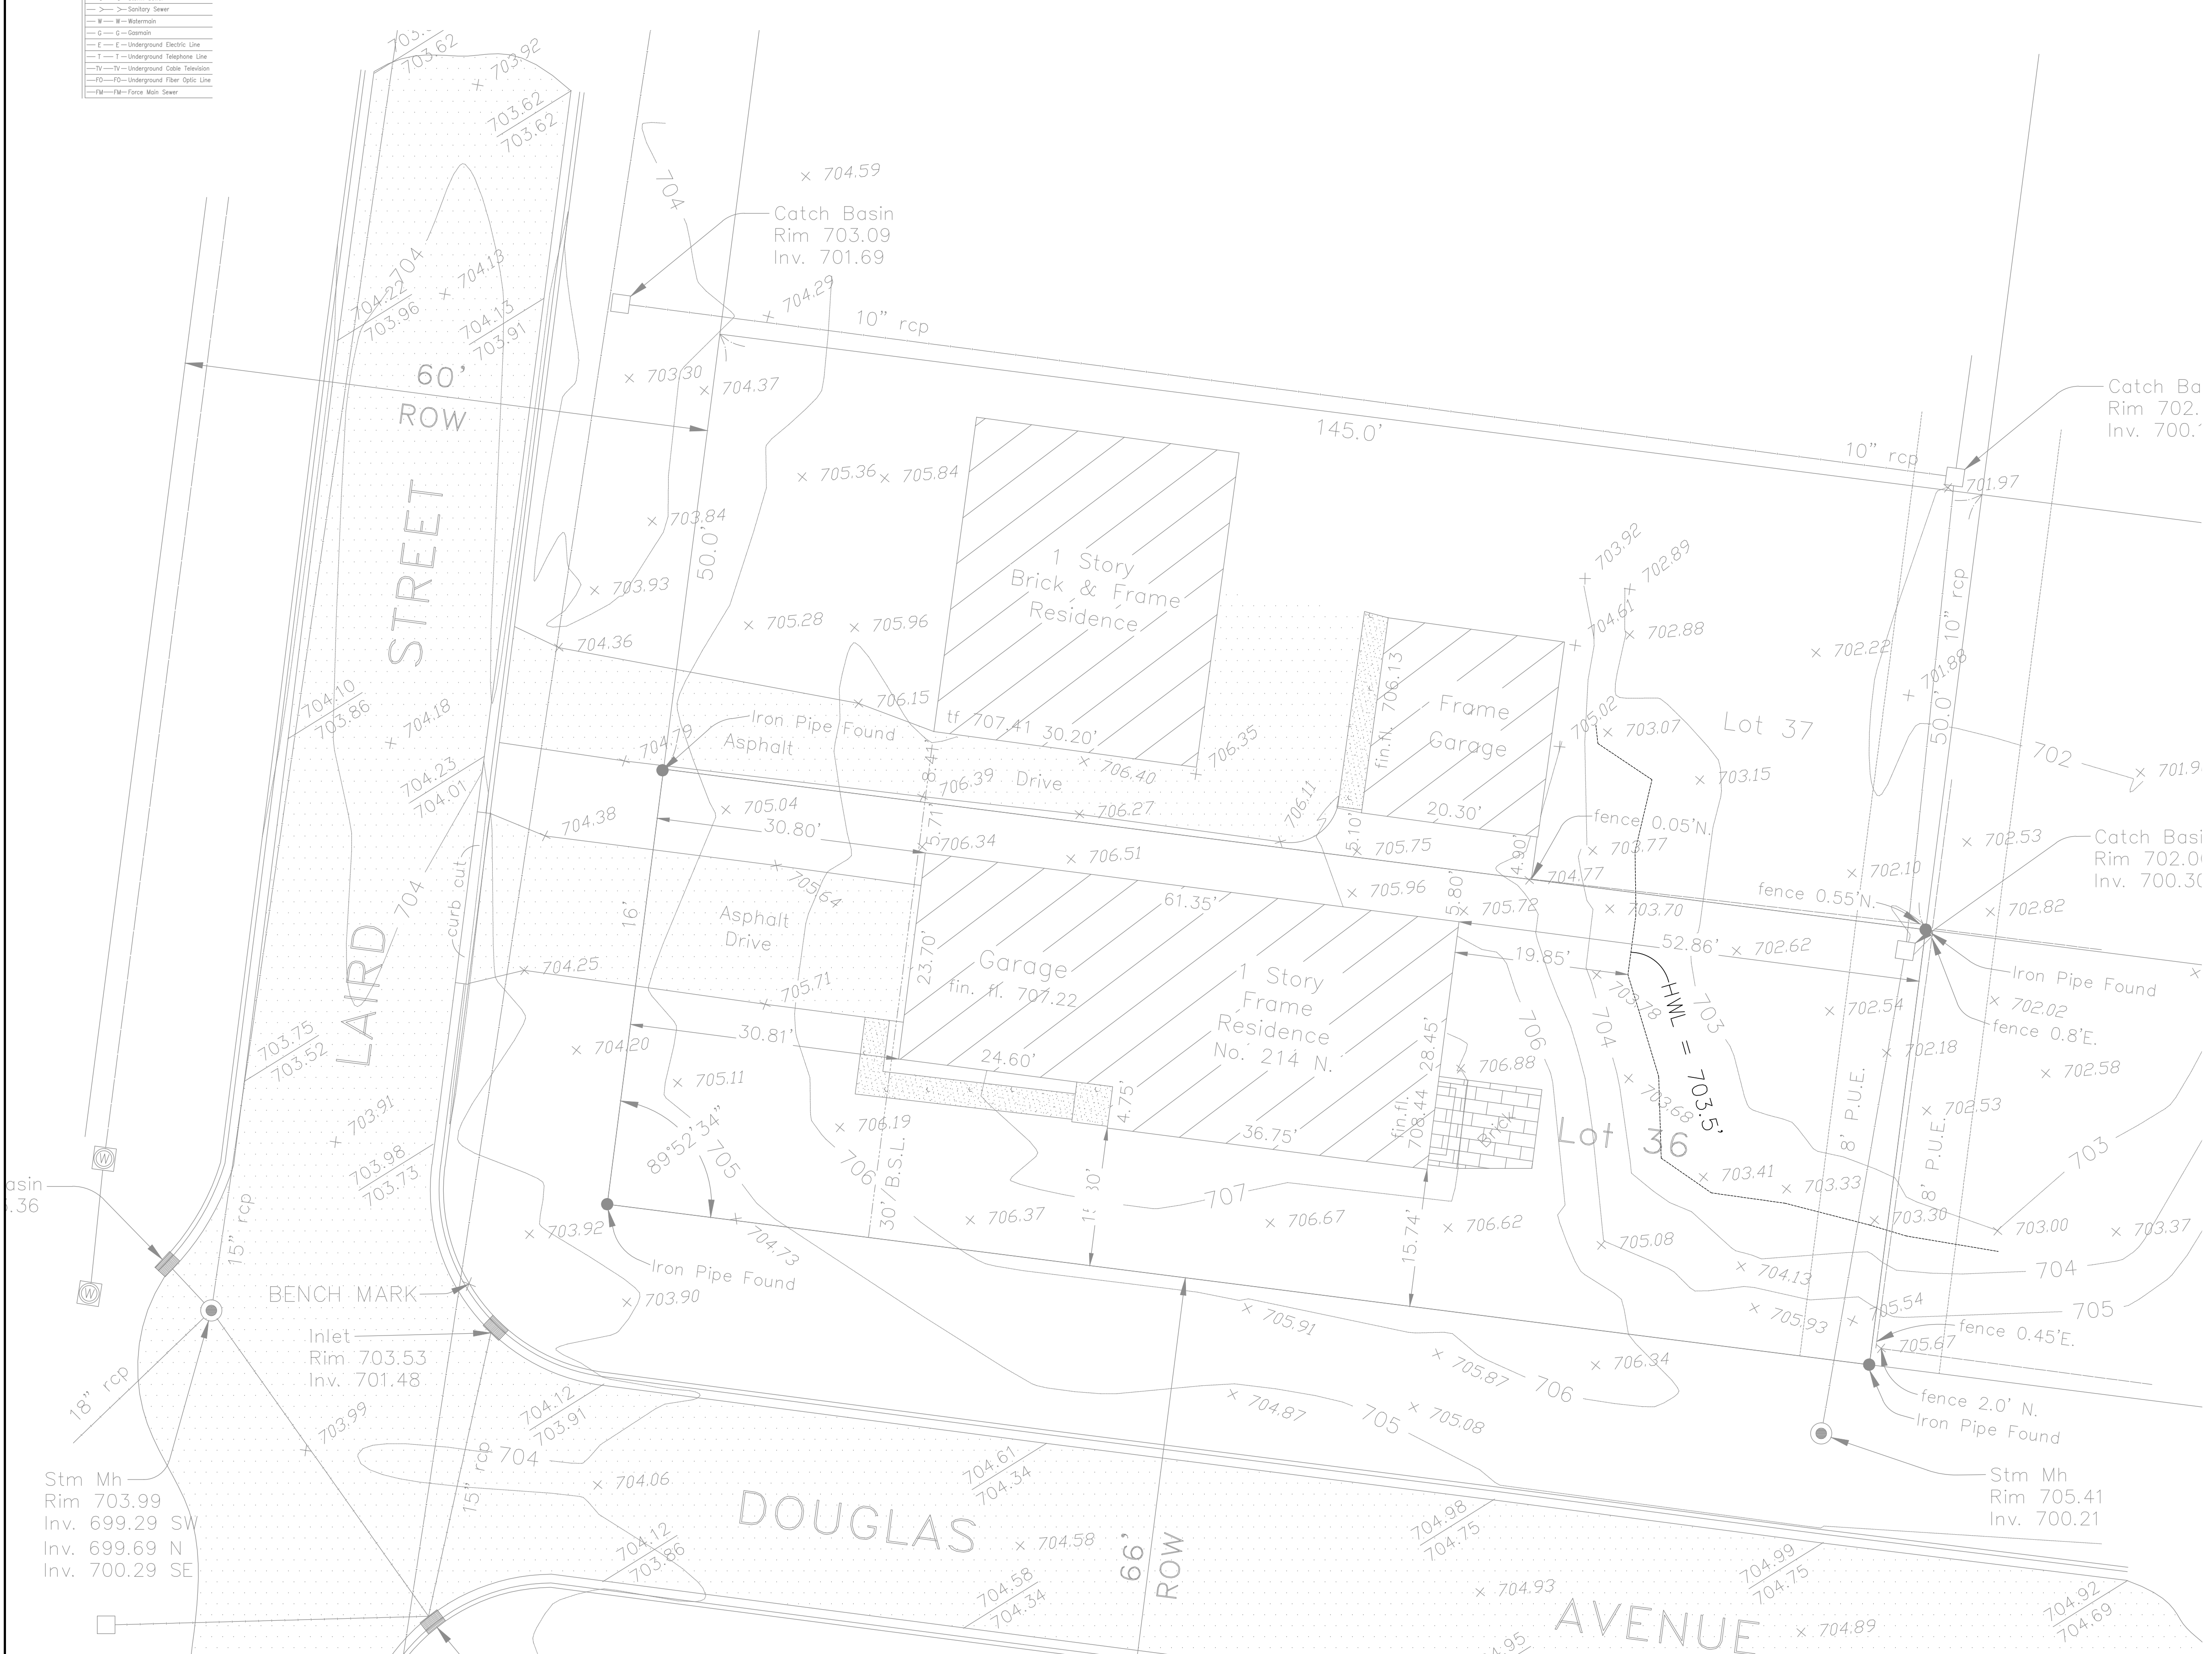 Sanitary Sewer
W W Watermain
G G Gasmain
E E Underground Electric Line
T T Underground Telephone Line
TV TV Underground Cable Television
FO FO Underground Fiber Optic Line
FM FM Force Main Sewer
703.62
703.92
703.62
703.62
704
704.59
Catch Basin
Rim 703.09
Inv. 701.69
704.29
10" rcp
704
704.13
704.22
703.96
704.13
703.91
60'
ROW
703.30
704.37
145.0'
10" rcp
Rim 702.
701.97
705.36
705.84
703.84
50.0'
703.93
STREET
1 Story
Brick & Frame
Residence
703.92
702.89
704.61
702.88
702.22
10" rcp
701.88
50.0'
705.28
705.96
704.36
706.15
tf 707.41
30.20'
706.35
fin.fl. 706.13
Frame
Garage
20.30'
705.02
703.07
703.15
Lot 37
702
704.10
703.86
704.18
Iron Pipe Found
Asphalt
Drive
704.79
8.41'
706.39
706.40
706.27
706.11
704.23
704.01
704.38
705.04
30.80'
5.71'
706.34
706.51
5.10'
705.75
4.90'
fence 0.05'N.
703.77
704.77
702.53
702.10
Rim 702.0
Inv. 700.30
fence 0.55'N.
702.82
curb cut
704
705.64
Asphalt
Drive
16'
61.35'
705.96
5.80'
705.72
703.70
52.86'
702.62
19.85'
23.70'
Garage
fin. fl. 707.22
1 Story
Frame
Residence
No. 214 N.
704.25
705.71
30.81'
24.60'
703.78
HWL = 703.5'
703
702.54
Iron Pipe Found
702.02
fence 0.8'E.
702.18
702.58
LAIRD
703.75
703.52
704.20
705.11
703.91
89°52'34"
705
706.19
706
30' B.S.L.
4.75'
36.75'
28.45'
fin.fl.
708.44
706.88
Brick
706
704
703.68
Lot 36
8' P.U.E.
8' P.U.E.
702.53
703
703.98
703.73
703.92
704.73
706.37
707
706.67
706.62
15.74'
705.08
703.41
703.33
703.30
703.00
703.37
704.13
704
705
705.93
705.54
705.67
fence 0.45'E.
fence 2.0' N.
Iron Pipe Found
15" rcp
BENCH MARK
Iron Pipe Found
703.90
Inlet
Rim 703.53
Inv. 701.48
705.91
705.87
706
706.34
704.87
705
705.08
18" rcp
703.99
704.12
703.91
704
15" rcp
704.06
704.61
704.34
Stm Mh
Rim 705.41
Inv. 700.21
Stm Mh
Rim 703.99
Inv. 699.29 SW
Inv. 699.69 N
Inv. 700.29 SE
DOUGLAS
AVENUE
704.12
703.86
704.58
704.58
704.34
66'
ROW
704.98
704.75
704.93
704.99
704.75
704.89
704.92
704.69